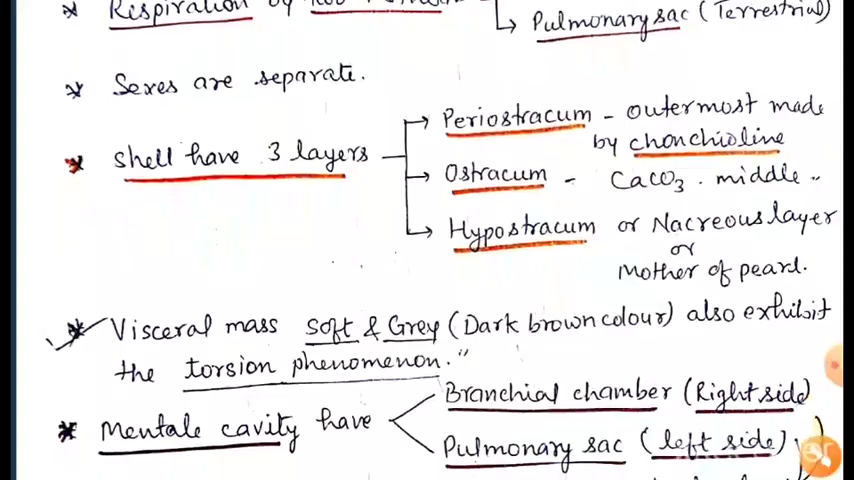 * Respiration by
→ Pulmonary sac (Terrestrial)
* Sexes are separate.
* Shell have 3 layers → Periostracum - outermost made
by chonchioline
→ Ostracum - CaCO3 . middle ..
→ Hypostracum or Nacreous layer
or
Mother of pearl.
* Visceral mass soft & Grey (Dark brown colour) also exhibit
the torsion phenomenon."
* Mentale cavity have Branchial chamber (Right side)
Pulmonary sac (left side)